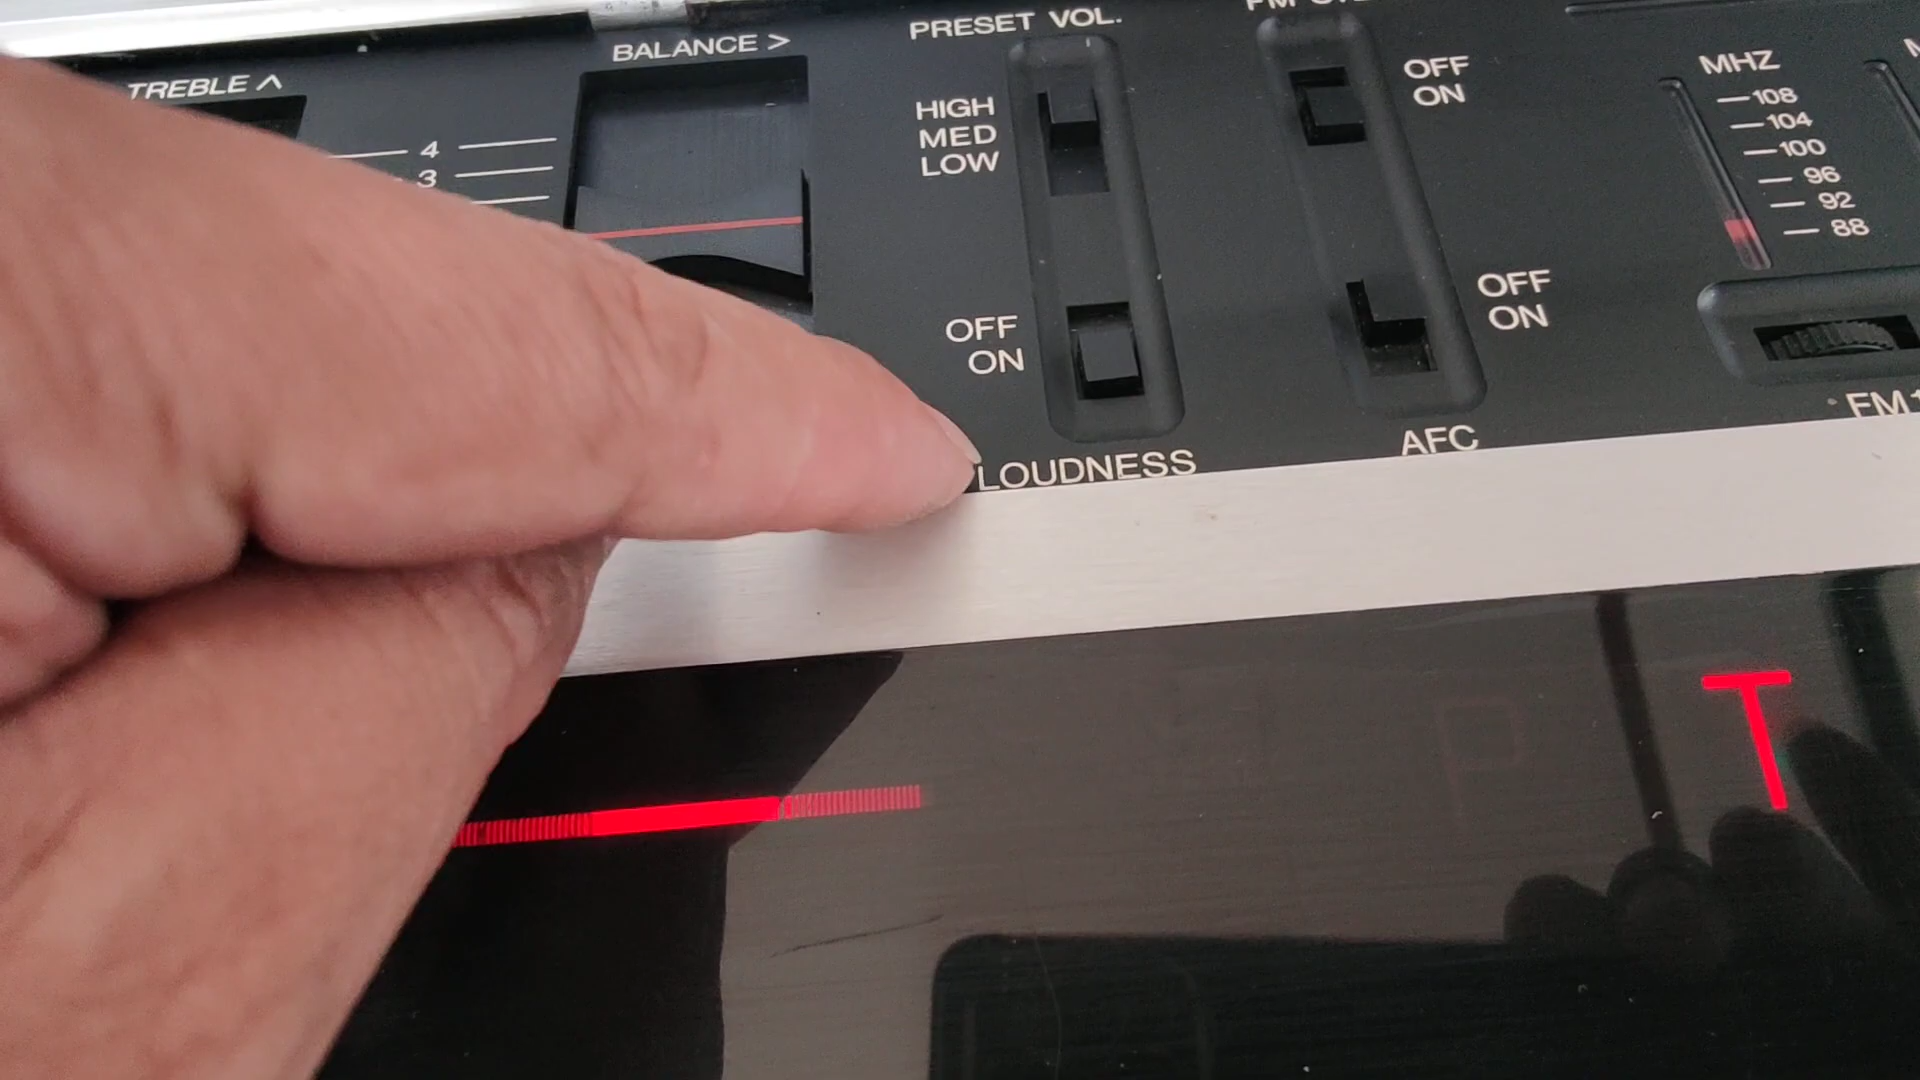 TREBLE ^
BALANCE >
PRESET VOL.
4
3
HIGH
MED
LOW
OFF
ON
LOUDNESS
OFF
ON
OFF
ON
AFC
MHZ
108
104
100
96
92
88
T
P